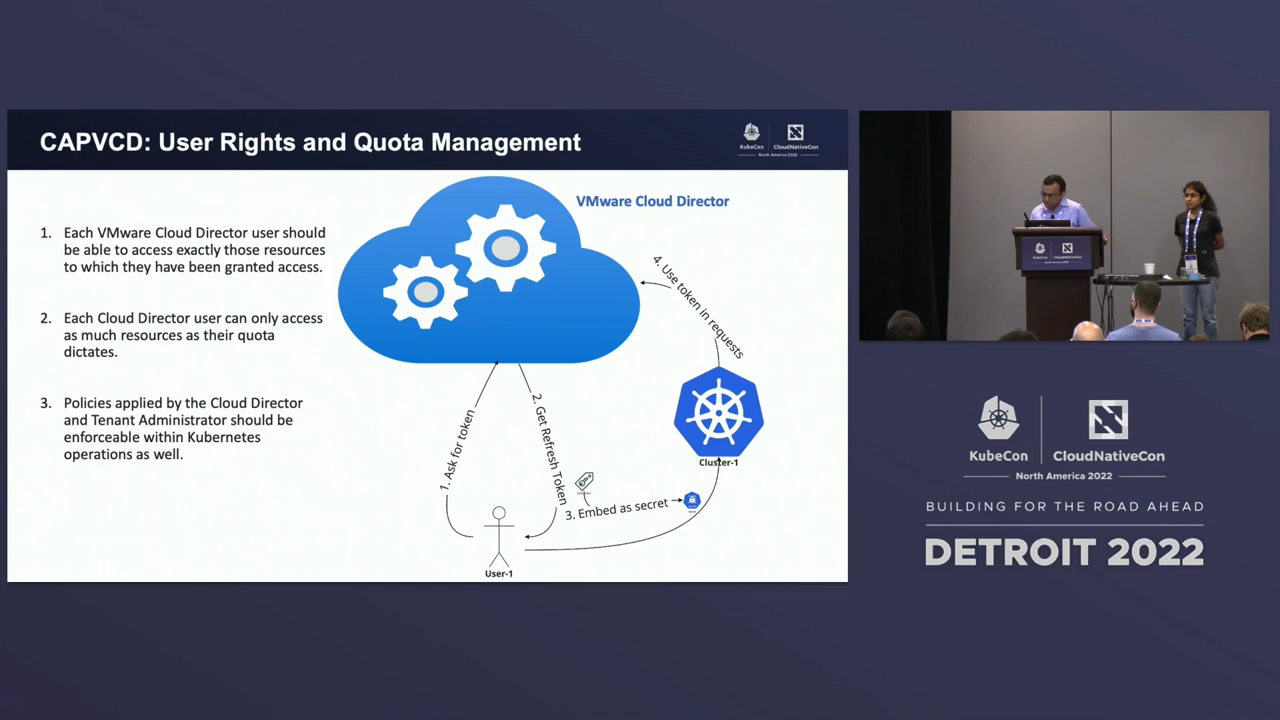 CAPVCD: User Rights and Quota Management
KubeCon
CloudNativeCon
North America 2022
VMware Cloud Director
1. Each VMware Cloud Director user should
be able to access exactly those resources
to which they have been granted access.
2. Each Cloud Director user can only access
as much resources as their quota
dictates.
3. Policies applied by the Cloud Director
and Tenant Administrator should be
enforceable within Kubernetes
operations as well.
1. Ask for token
2. Get Refresh Token
3. Embed as secret
4. Use token in requests
Cluster-1
User-1
KubeCon
CloudNativeCon
North America 2022
BUILDING FOR THE ROAD AHEAD
DETROIT 2022